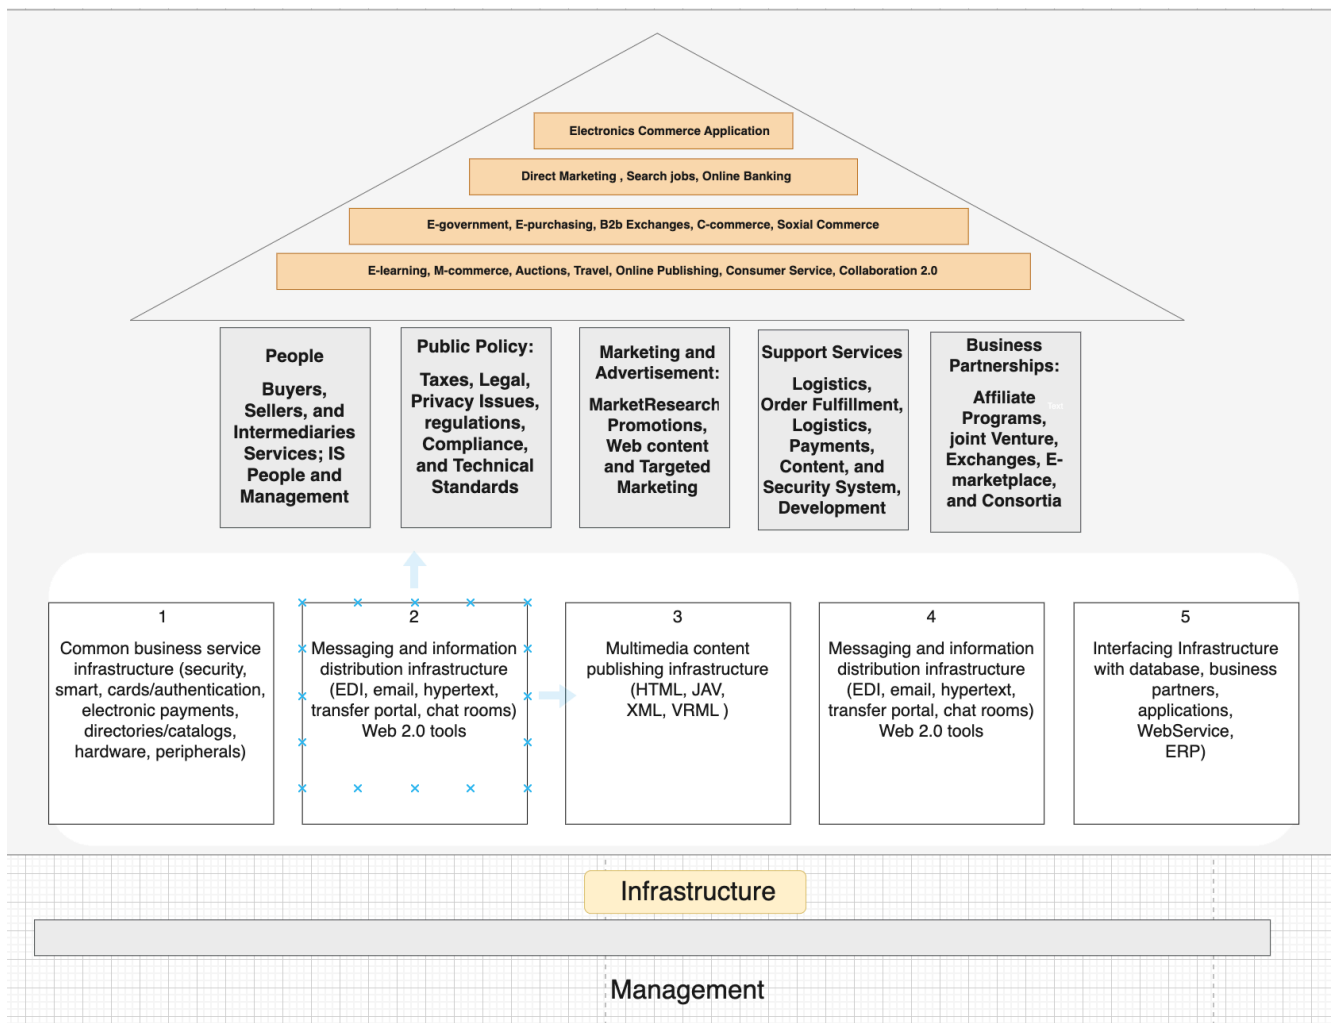 Electronics Commerce Application
Direct Marketing , Search jobs, Online Banking
E-government, E-purchasing, B2b Exchanges, C-commerce, Soxial Commerce
E-learning, M-commerce, Auctions, Travel, Online Publishing, Consumer Service, Collaboration 2.0
People
Buyers,
Sellers, and
Intermediaries
Services; IS
People and
Management
Public Policy:
Taxes, Legal,
Privacy Issues,
regulations,
Compliance,
and Technical
Standards
Marketing and
Advertisement:
MarketResearch
Promotions,
Web content
and Targeted
Marketing
Support Services
Logistics,
Order Fulfillment,
Logistics,
Payments,
Content, and
Security System,
Development
Business
Partnerships:
Affiliate
Programs,
joint Venture,
Exchanges, E-
marketplace,
and Consortia
Text
1
Common business service
infrastructure (security,
smart, cards/authentication,
electronic payments,
directories/catalogs,
hardware, peripherals)
2
Messaging and information
distribution infrastructure
(EDI, email, hypertext,
transfer portal, chat rooms)
Web 2.0 tools
3
Multimedia content
publishing infrastructure
(HTML, JAV,
XML, VRML )
4
Messaging and information
distribution infrastructure
(EDI, email, hypertext,
transfer portal, chat rooms)
Web 2.0 tools
5
Interfacing Infrastructure
with database, business
partners,
applications,
WebService,
ERP)
Infrastructure
Management